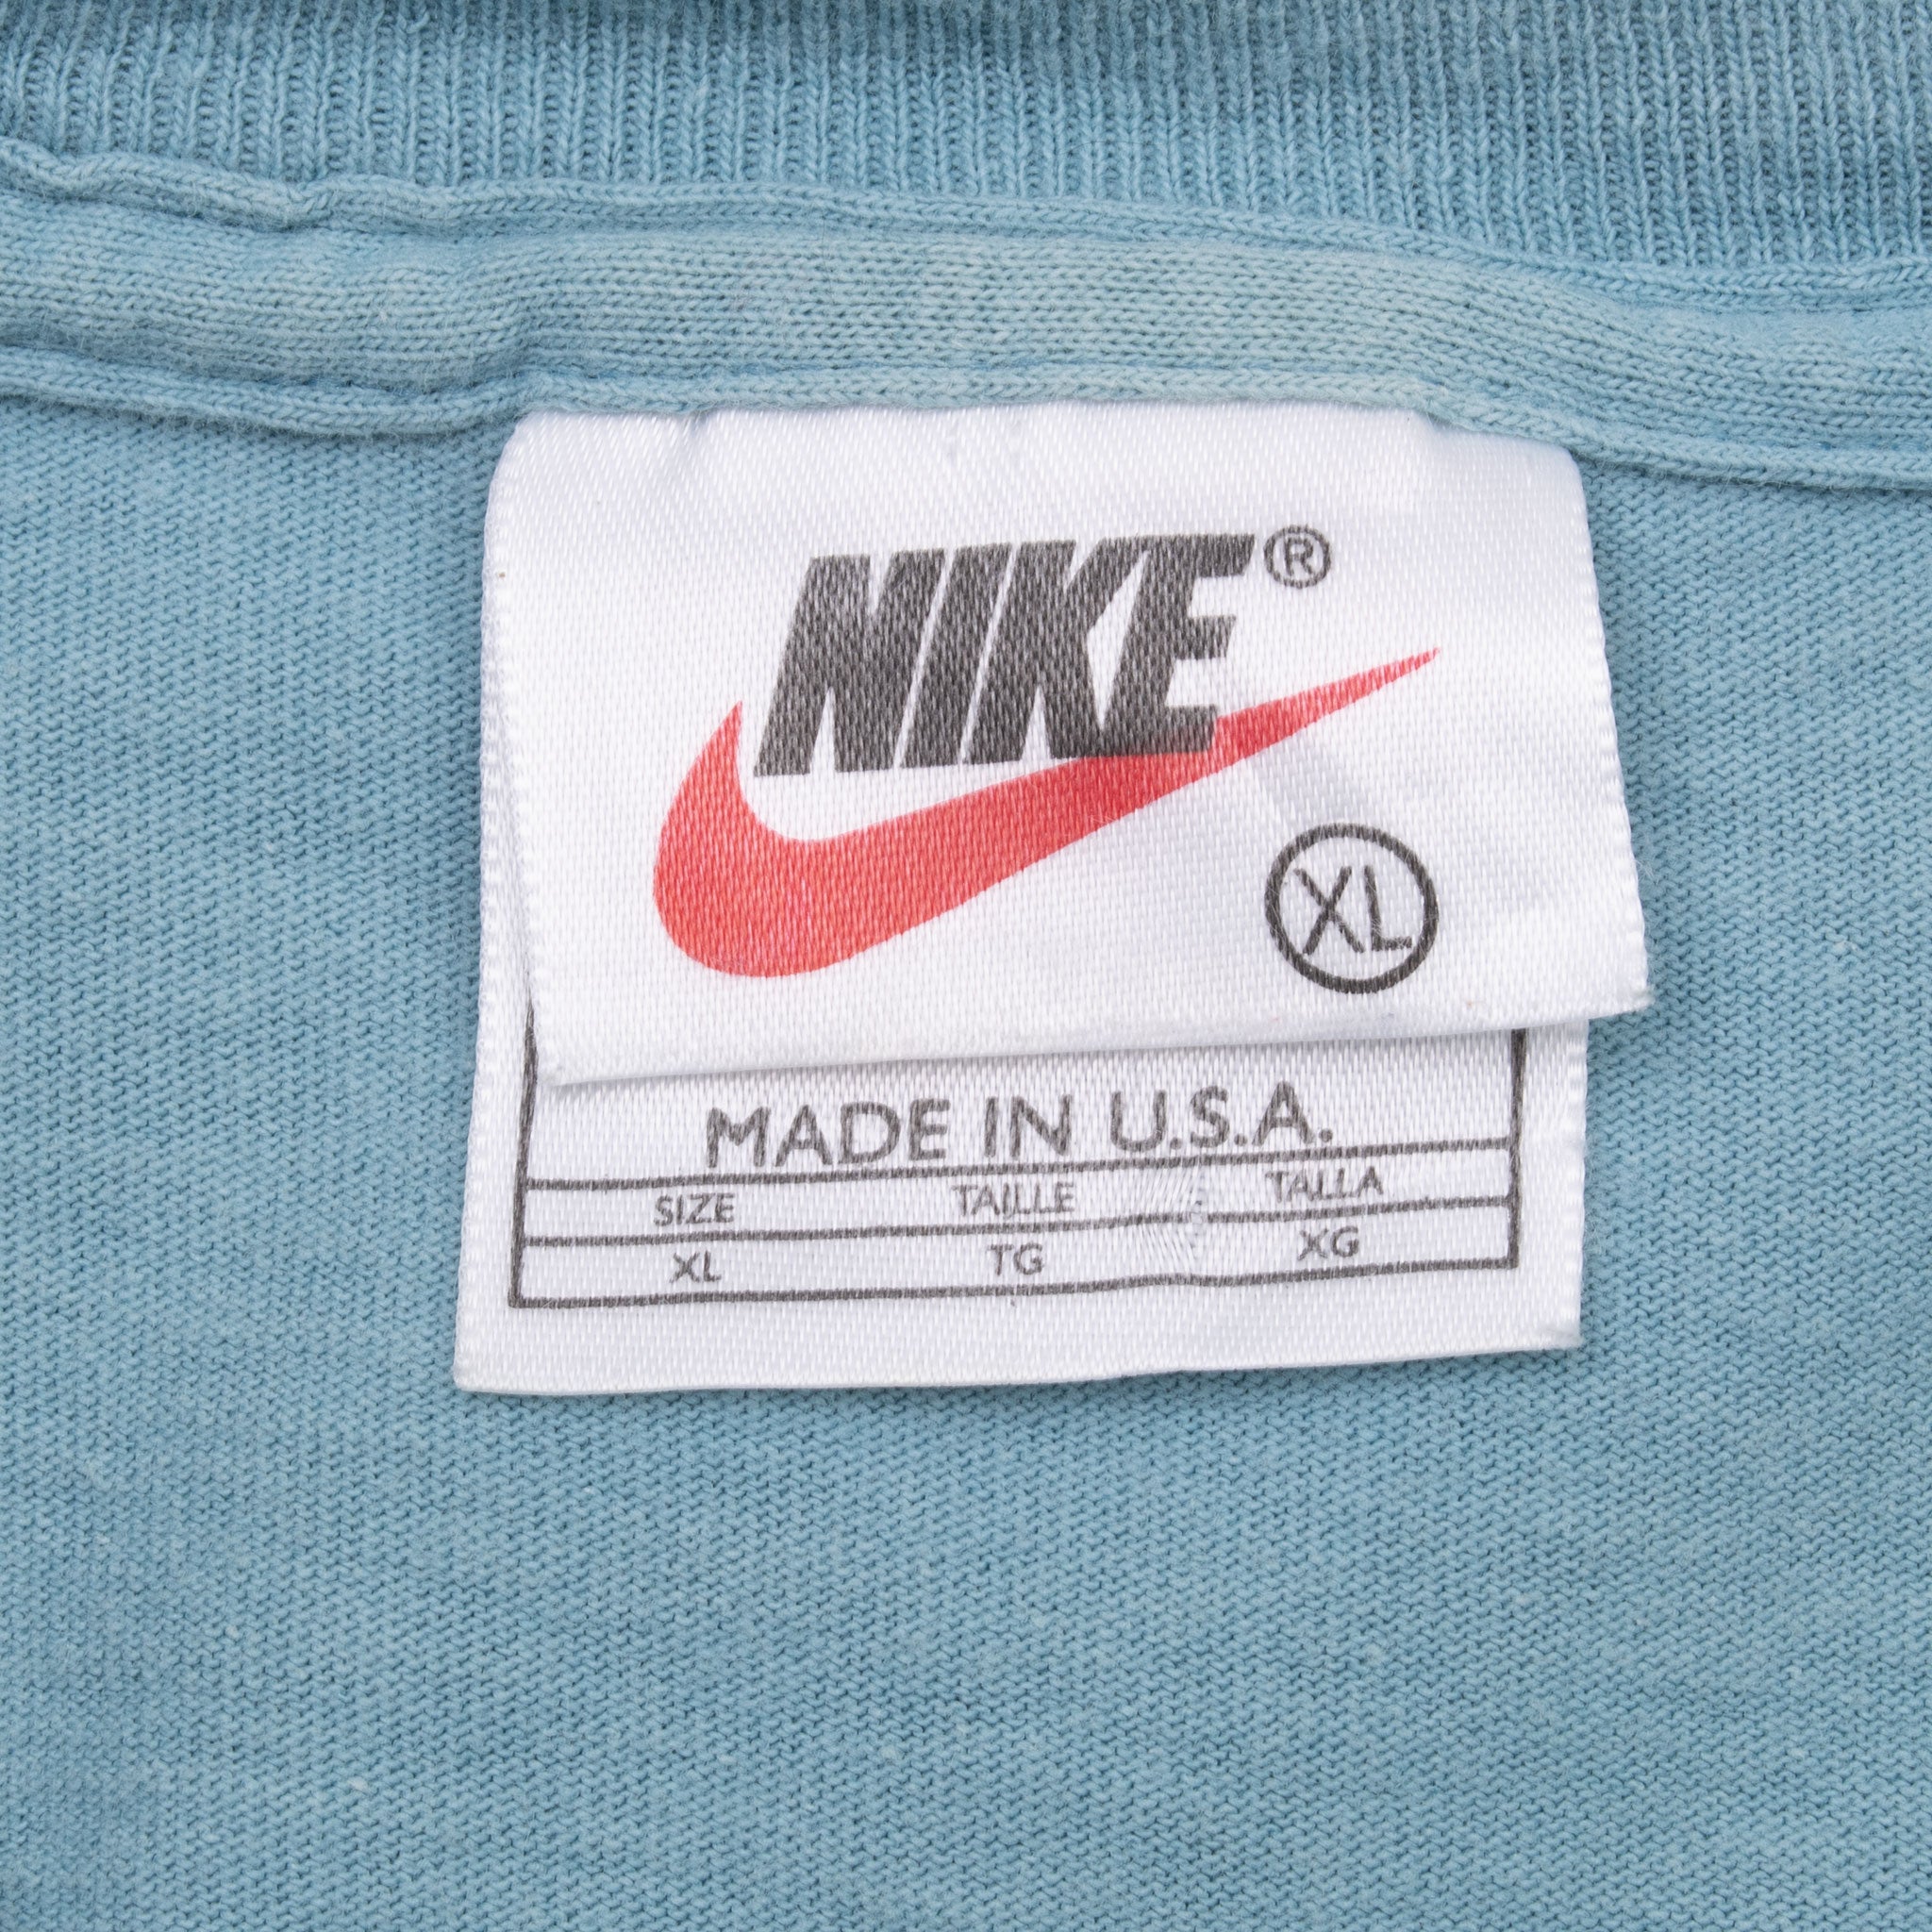 NIKE®
XL
MADE IN U.S.A.
SIZE TAILLE TALLA
XL TG XG